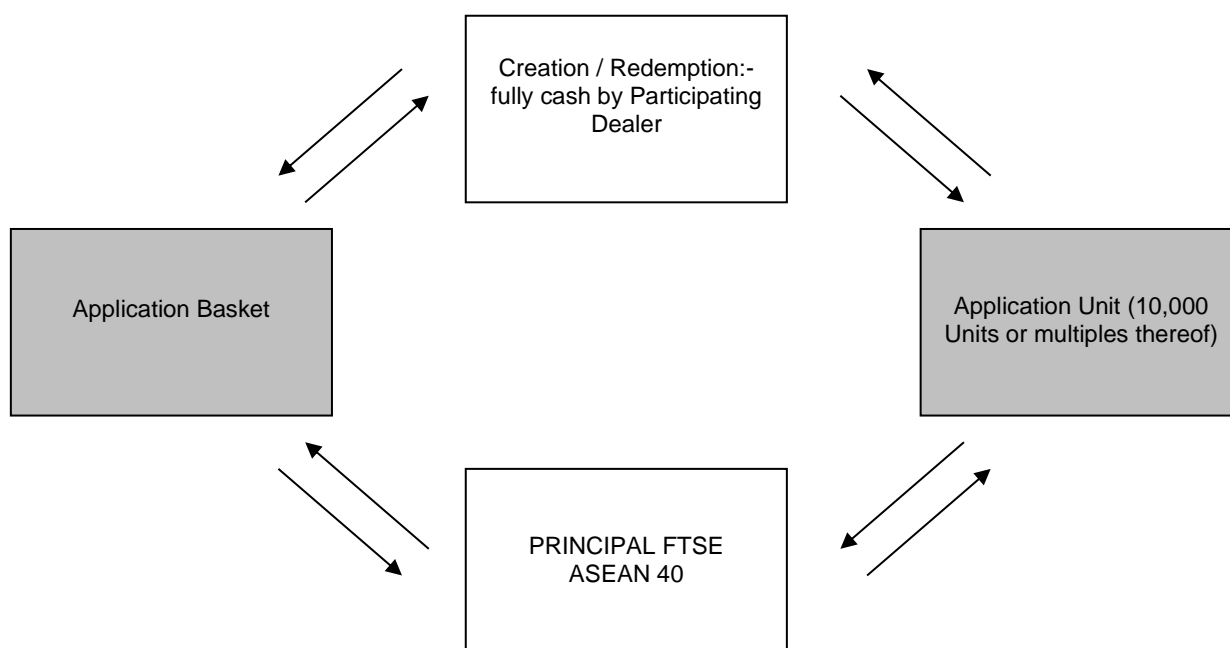 Creation / Redemption:-
fully cash by Participating
Dealer
Application Basket
Application Unit (10,000
Units or multiples thereof)
PRINCIPAL FTSE
ASEAN 40